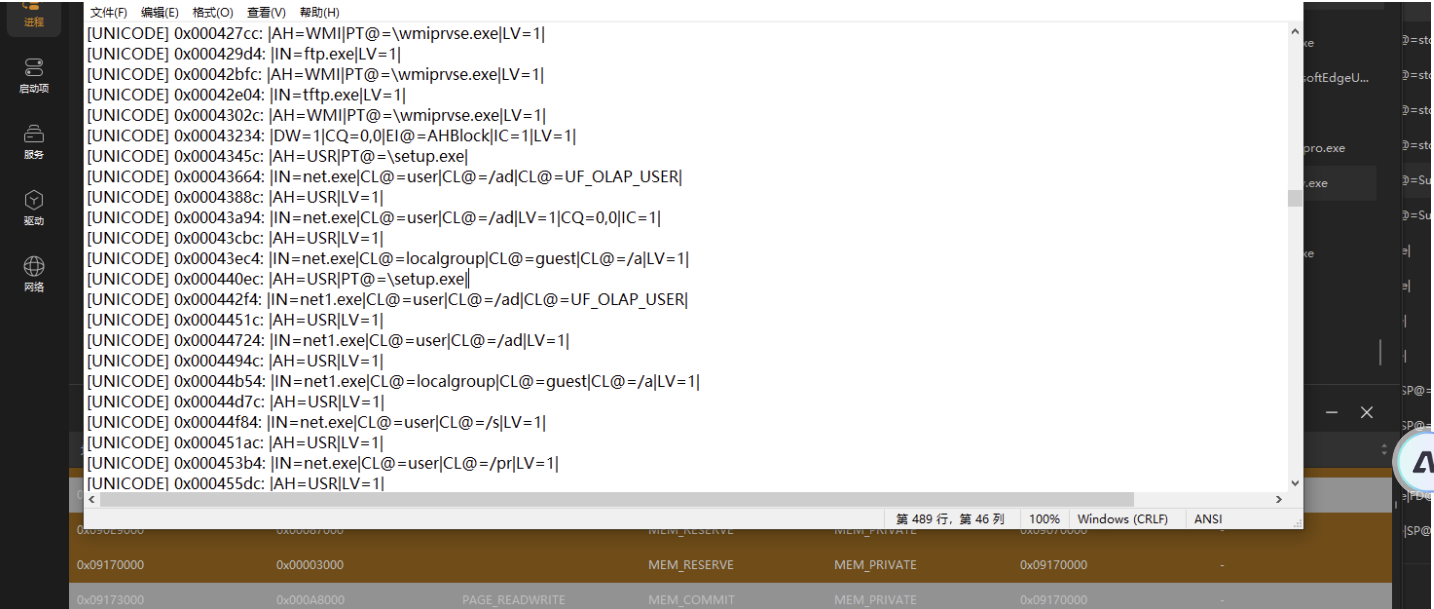 进程
启动项
服务
驱动
网络
文件(F) 编辑(E) 格式(O) 查看(V) 帮助(H)
[UNICODE] 0x000427cc: |AH=WMI|PT@=\wmiprvse.exe|LV=1|
[UNICODE] 0x000429d4: |IN=ftp.exe|LV=1|
[UNICODE] 0x00042bfc: |AH=WMI|PT@=\wmiprvse.exe|LV=1|
[UNICODE] 0x00042e04: |IN=tftp.exe|LV=1|
[UNICODE] 0x0004302c: |AH=WMI|PT@=\wmiprvse.exe|LV=1|
[UNICODE] 0x00043234: |DW=1|CQ=0,0|EI@=AHBlock|IC=1|LV=1|
[UNICODE] 0x0004345c: |AH=USR|PT@=\setup.exe|
[UNICODE] 0x00043664: |IN=net.exe|CL@=user|CL@=/ad|CL@=UF_OLAP_USER|
[UNICODE] 0x0004388c: |AH=USR|LV=1|
[UNICODE] 0x00043a94: |IN=net.exe|CL@=user|CL@=/ad|LV=1|CQ=0,0|IC=1|
[UNICODE] 0x00043cbc: |AH=USR|LV=1|
[UNICODE] 0x00043ec4: |IN=net.exe|CL@=localgroup|CL@=guest|CL@=/a|LV=1|
[UNICODE] 0x000440ec: |AH=USR|PT@=\setup.exe|
[UNICODE] 0x000442f4: |IN=net1.exe|CL@=user|CL@=/ad|CL@=UF_OLAP_USER|
[UNICODE] 0x0004451c: |AH=USR|LV=1|
[UNICODE] 0x00044724: |IN=net1.exe|CL@=user|CL@=/ad|LV=1|
[UNICODE] 0x0004494c: |AH=USR|LV=1|
[UNICODE] 0x00044b54: |IN=net1.exe|CL@=localgroup|CL@=guest|CL@=/a|LV=1|
[UNICODE] 0x00044d7c: |AH=USR|LV=1|
[UNICODE] 0x00044f84: |IN=net.exe|CL@=user|CL@=/s|LV=1|
[UNICODE] 0x000451ac: |AH=USR|LV=1|
[UNICODE] 0x000453b4: |IN=net.exe|CL@=user|CL@=/pr|LV=1|
[UNICODE] 0x000455dc: |AH=USR|LV=1|
第 489 行, 第 46 列 100% Windows (CRLF) ANSI
softEdgeU...
pro.exe
.exe
@=Su
@=Su
SP@=
SP@=
|SP@
0x090E9000 0x00087000 MEM_RESERVE MEM_PRIVATE 0x09070000 -
0x09170000 0x00003000 MEM_RESERVE MEM_PRIVATE 0x09170000 -
0x09173000 0x000A8000 PAGE_READWRITE MEM_COMMIT MEM_PRIVATE 0x09170000 -